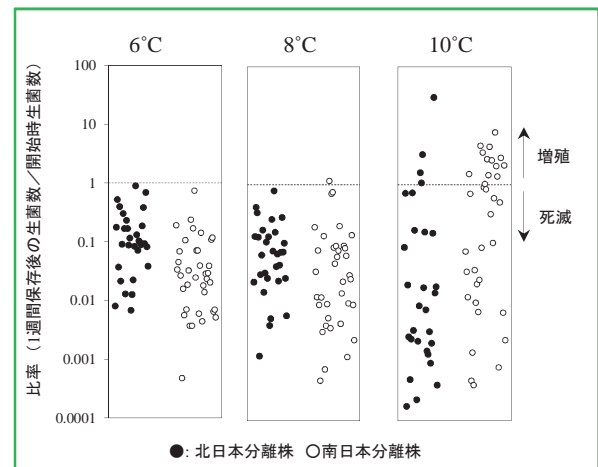 6˚C
8˚C
10˚C
比率（1週間保存後の生菌数／開始時生菌数）
100
10
1
0.1
0.01
0.001
0.0001
増殖
死滅
●: 北日本分離株 ○南日本分離株